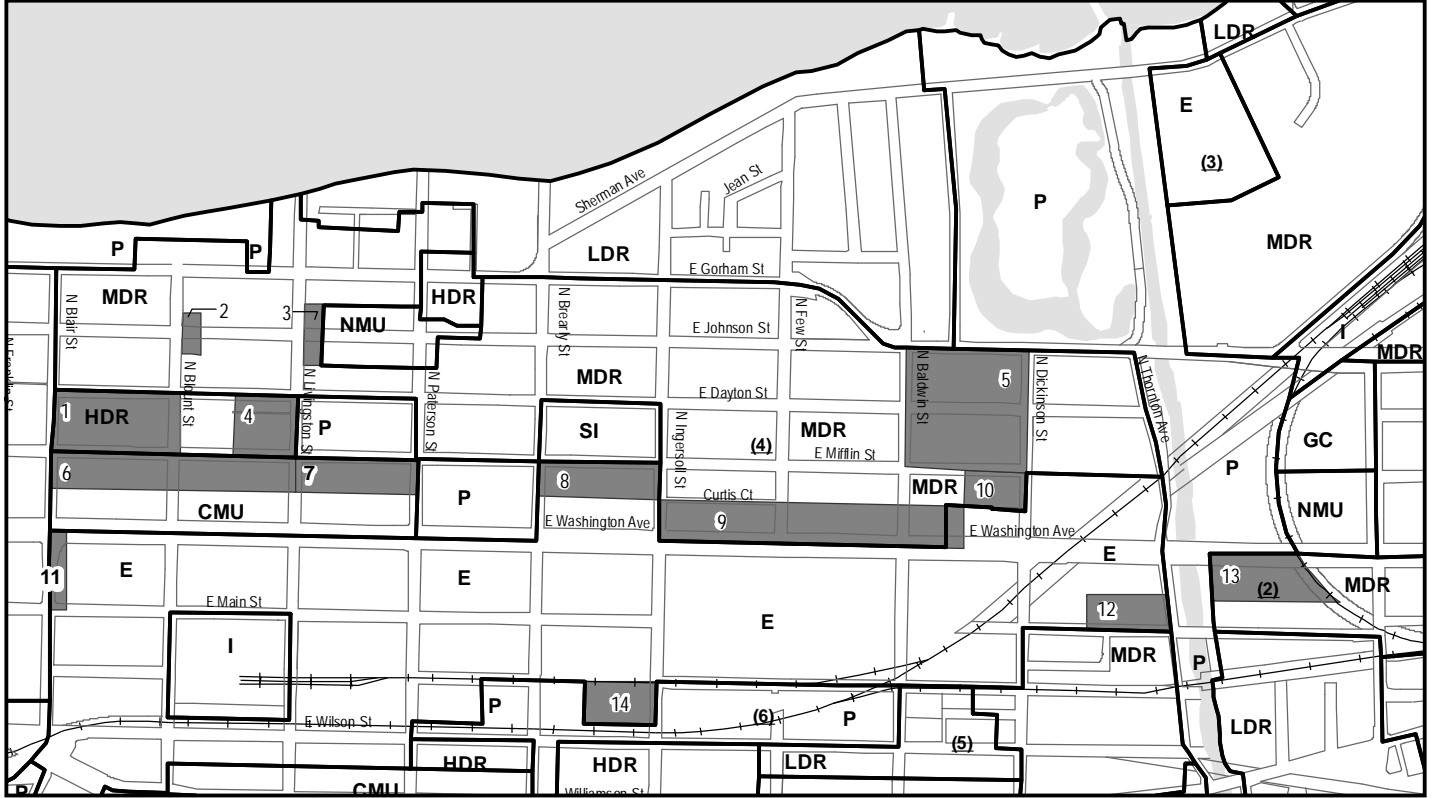 LDR
E
(3)
Jean St
Sherman Ave
P
MDR
P
P
LDR
E Gorham St
MDR
HDR
N Blair St
2
3
NMU
N Brearly St
N Few St
E Johnson St
I
MDR
N Blount St
N Livingston St
N Paterson St
MDR
E Dayton St
N Baldwin St
5
N Dickinson St
N Thornton Ave
1
HDR
4
P
SI
N Ingersoll St
(4)
MDR
E Mifflin St
GC
6
7
8
P
P
Curtis Ct
MDR
10
CMU
E Washington Ave
9
E Washington Ave
NMU
11
E
E
E
13
(2)
MDR
E Main St
12
I
E
MDR
P
P
14
E Wilson St
(6)
P
(5)
LDR
HDR
HDR
LDR
CMU
Williamson St
P